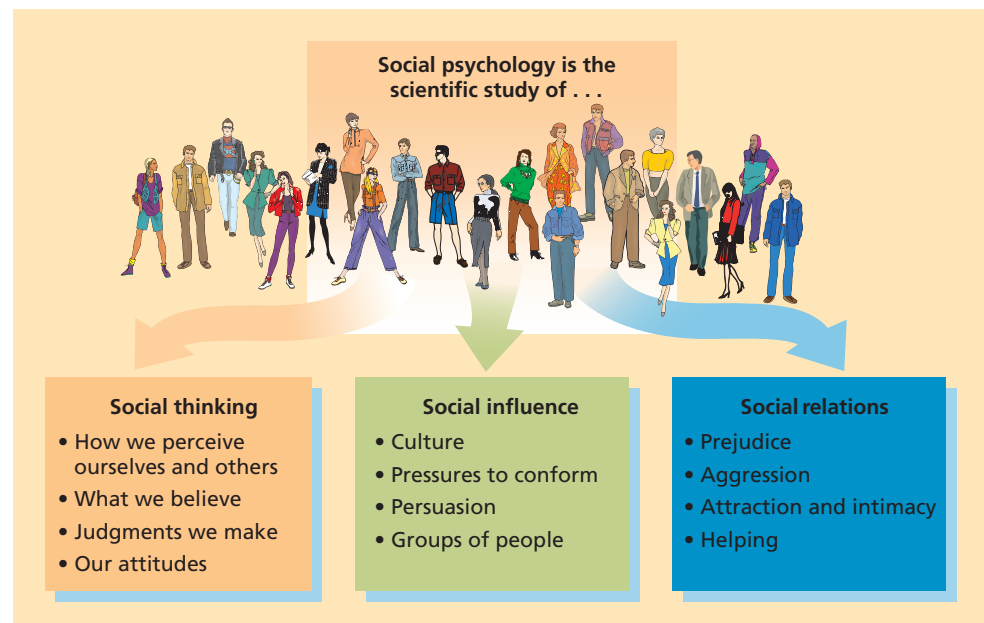 Social psychology is the
scientific study of . . .
Social thinking
• How we perceive
ourselves and others
• What we believe
• Judgments we make
• Our attitudes
Social influence
• Culture
• Pressures to conform
• Persuasion
• Groups of people
Social relations
• Prejudice
• Aggression
• Attraction and intimacy
• Helping